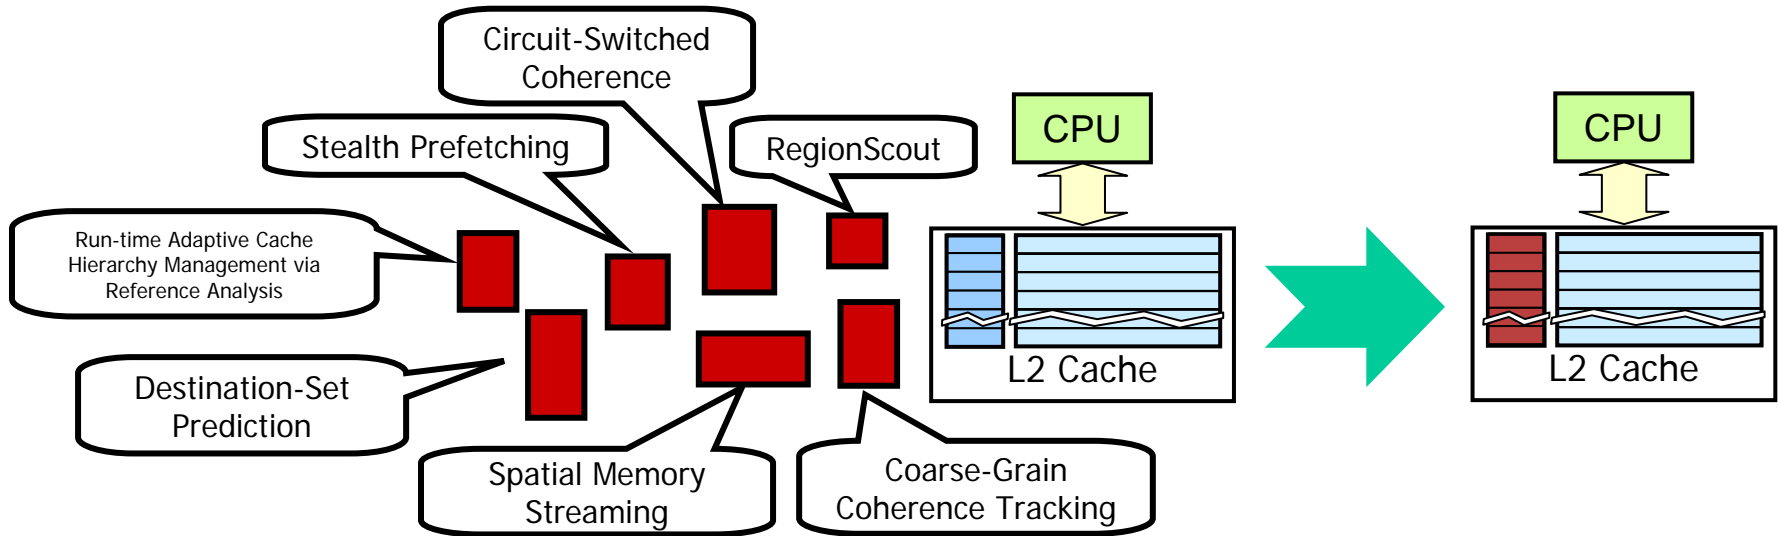 Circuit-Switched
Coherence
Stealth Prefetching
RegionScout
Run-time Adaptive Cache
Hierarchy Management via
Reference Analysis
Destination-Set
Prediction
Spatial Memory
Streaming
Coarse-Grain
Coherence Tracking
CPU
L2 Cache
CPU
L2 Cache